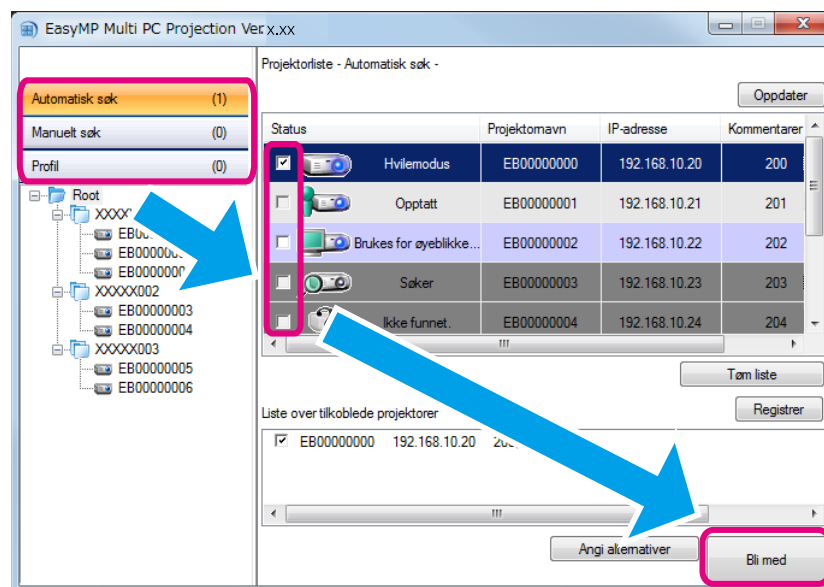 EasyMP Multi PC Projection Ver. x.xx
Automatisk søk (1)
Manuelt søk (0)
Profil (0)
Root
EB0000000
EB00000003
EB00000004
XXXXX002
XXXXX003
EB00000005
EB00000006
Projektorliste - Automatisk søk -
Oppdater
Status Projektornavn IP-adresse Kommentarer
Hvilemodus EB00000000 192.168.10.20 200
Opptatt EB00000001 192.168.10.21 201
Brukes for øyeblikke... EB00000002 192.168.10.22 202
Søker EB00000003 192.168.10.23 203
Ikke funnet. EB00000004 192.168.10.24 204
Tøm liste
Liste over tilkoblede projektorer
Registrer
EB00000000 192.168.10.20
Angi alternativer
Bli med